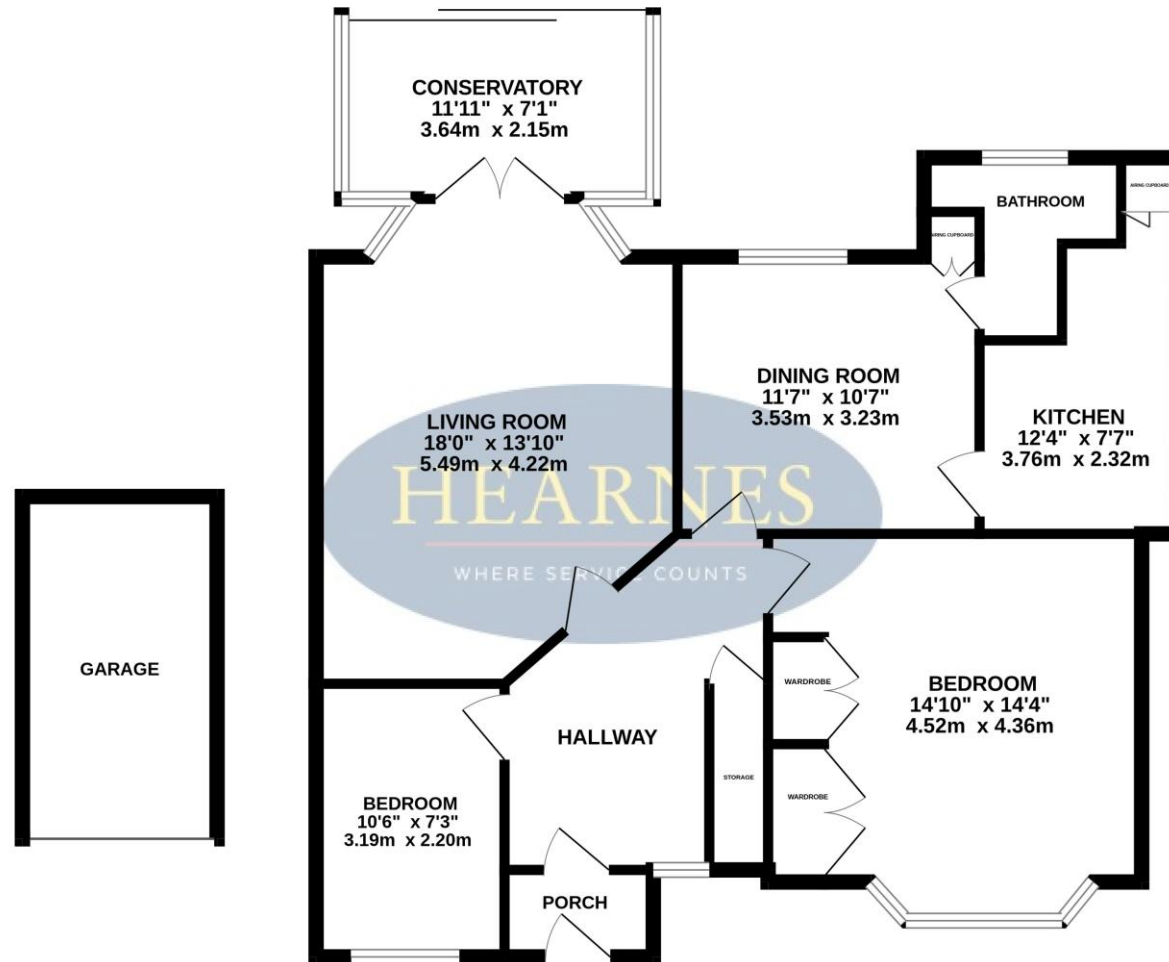 CONSERVATORY
11'11" x 7'1"
3.64m x 2.15m
BATHROOM
AIRING CUPBOARD
AIRING CUPBOARD
DINING ROOM
11'7" x 10'7"
3.53m x 3.23m
KITCHEN
12'4" x 7'7"
3.76m x 2.32m
LIVING ROOM
18'0" x 13'10"
5.49m x 4.22m
HEARNES
WHERE SERVICE COUNTS
GARAGE
WARDROBE
BEDROOM
14'10" x 14'4"
4.52m x 4.36m
HALLWAY
STORAGE
WARDROBE
BEDROOM
10'6" x 7'3"
3.19m x 2.20m
PORCH